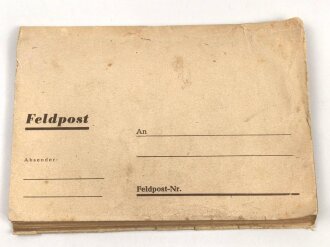 Feldpost
Absender:
An
Feldpost-Nr.